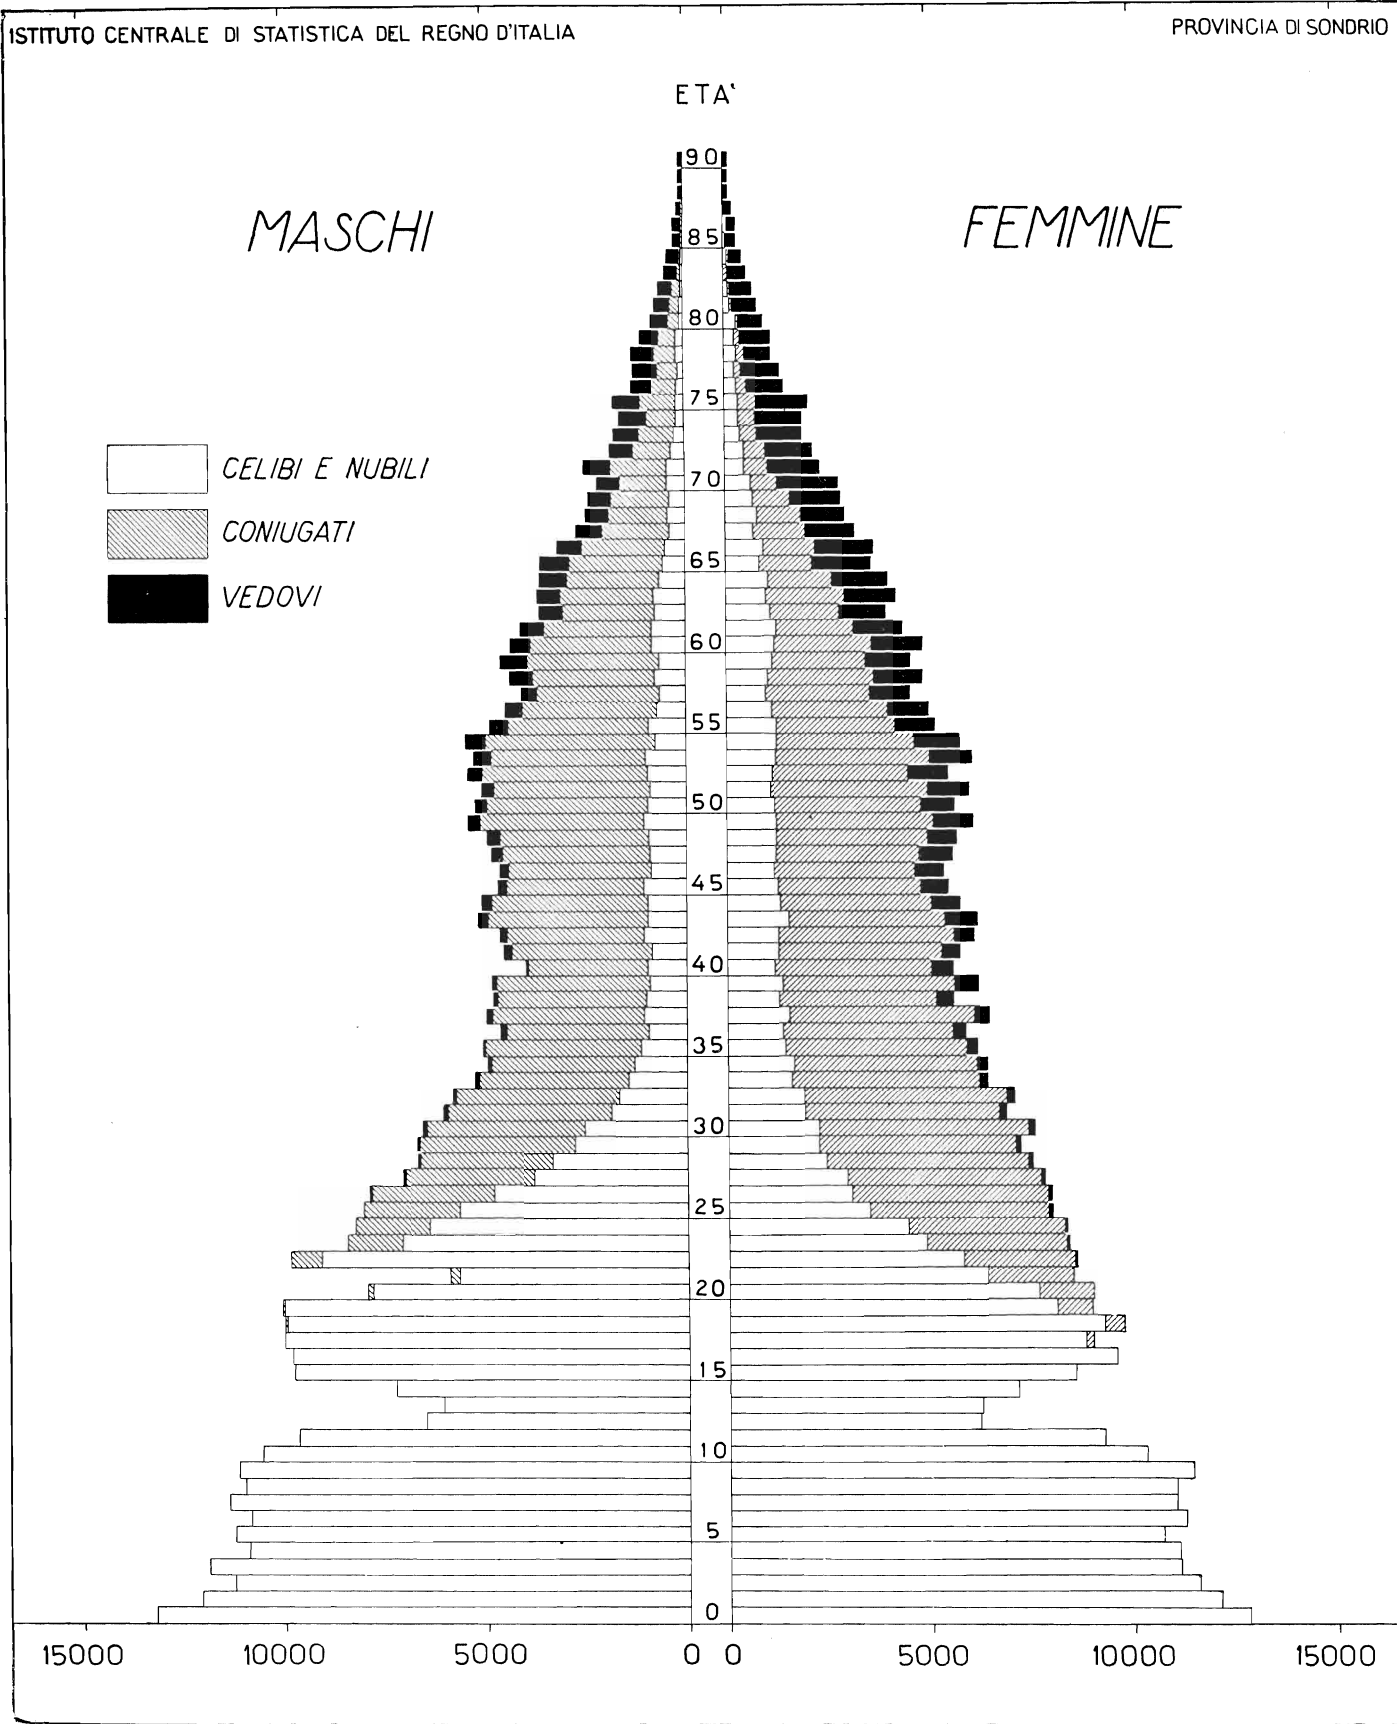 ISTITUTO CENTRALE DI STATISTICA DEL REGNO D'ITALIA
PROVINCIA DI SONDRIO
ETA'
90
MASCHI
FEMMINE
85
80
75
CELIBI E NUBILI
70
CONIUGATI
65
VEDOVI
60
55
50
45
40
35
30
25
20
15
10
5
0
15000 10000 5000 0 0 5000 10000 15000